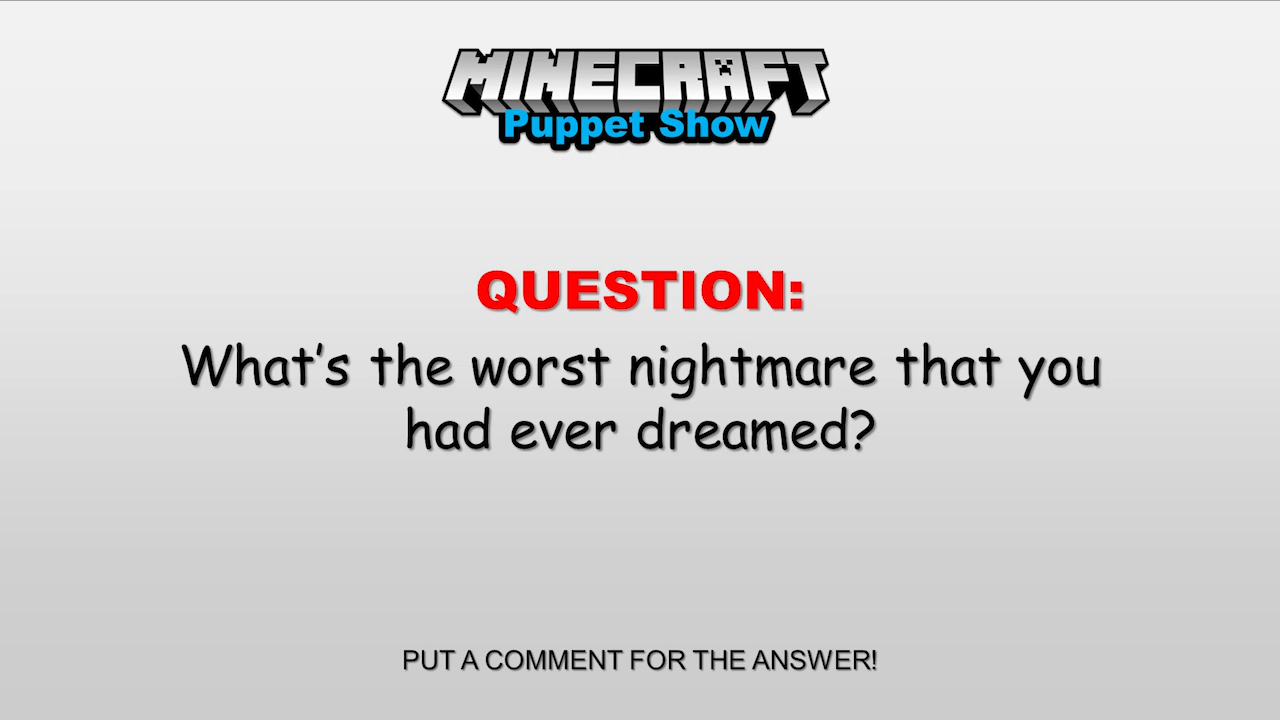 MINECRAFT
Puppet Show
QUESTION:
What's the worst nightmare that you
had ever dreamed?
PUT A COMMENT FOR THE ANSWER!